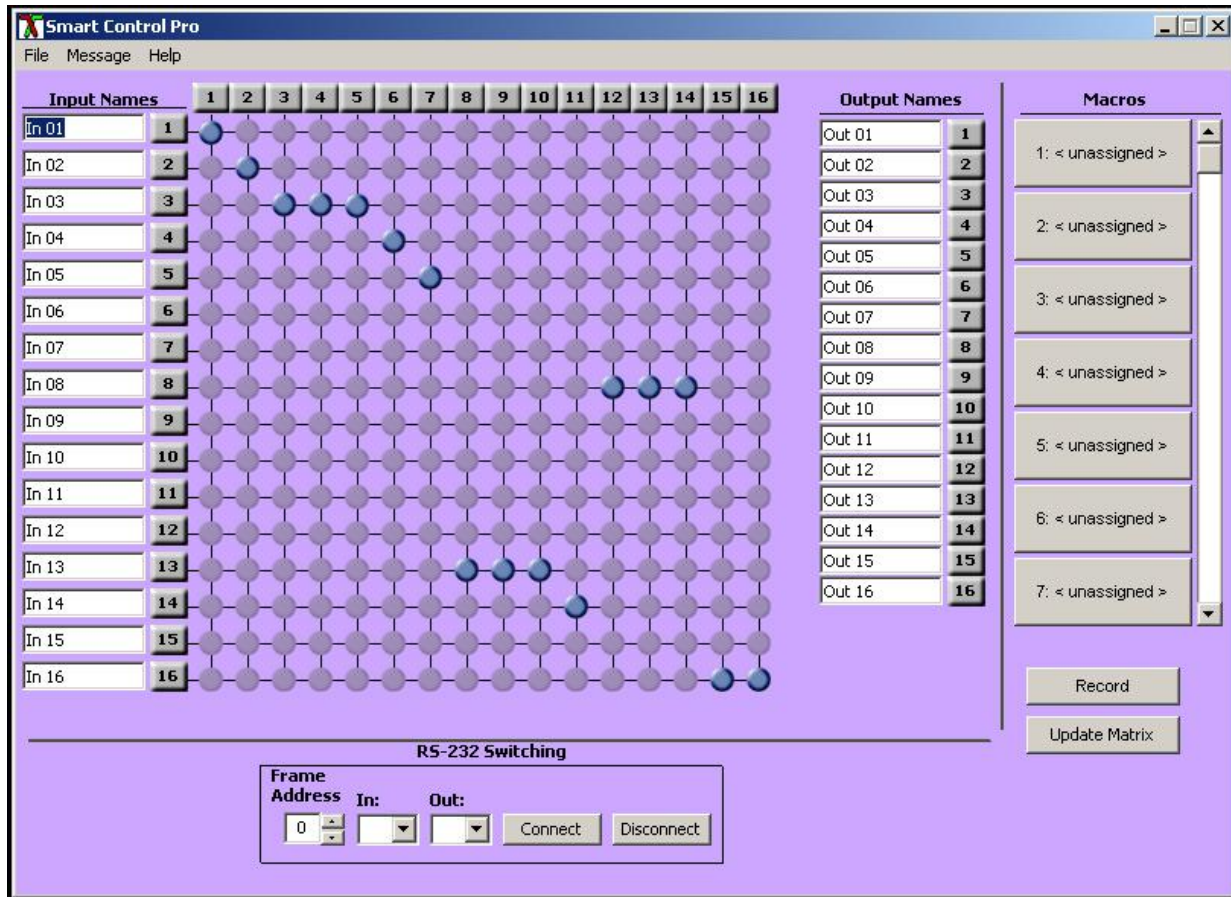 Smart Control Pro
File Message Help
Input Names 1 2 3 4 5 6 7 8 9 10 11 12 13 14 15 16
In 01 1
In 02 2
In 03 3
In 04 4
In 05 5
In 06 6
In 07 7
In 08 8
In 09 9
In 10 10
In 11 11
In 12 12
In 13 13
In 14 14
In 15 15
In 16 16
Output Names
Out 01 1
Out 02 2
Out 03 3
Out 04 4
Out 05 5
Out 06 6
Out 07 7
Out 08 8
Out 09 9
Out 10 10
Out 11 11
Out 12 12
Out 13 13
Out 14 14
Out 15 15
Out 16 16
Macros
1: < unassigned >
2: < unassigned >
3: < unassigned >
4: < unassigned >
5: < unassigned >
6: < unassigned >
7: < unassigned >
Record
Update Matrix
RS-232 Switching
Frame
Address In: Out:
0 Connect Disconnect